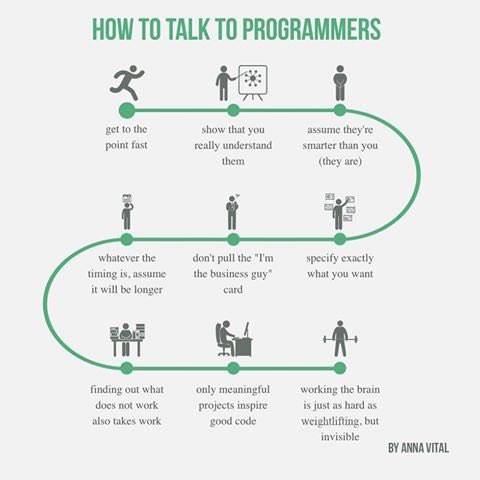 HOW TO TALK TO PROGRAMMERS
get to the
point fast
show that you
really understand
them
assume they're
smarter than you
(they are)
specify exactly
what you want
don't pull the "I'm
the business guy"
card
whatever the
timing is, assume
it will be longer
finding out what
does not work
also takes work
only meaningful
projects inspire
good code
working the brain
is just as hard as
weightlifting, but
invisible
BY ANNA VITAL